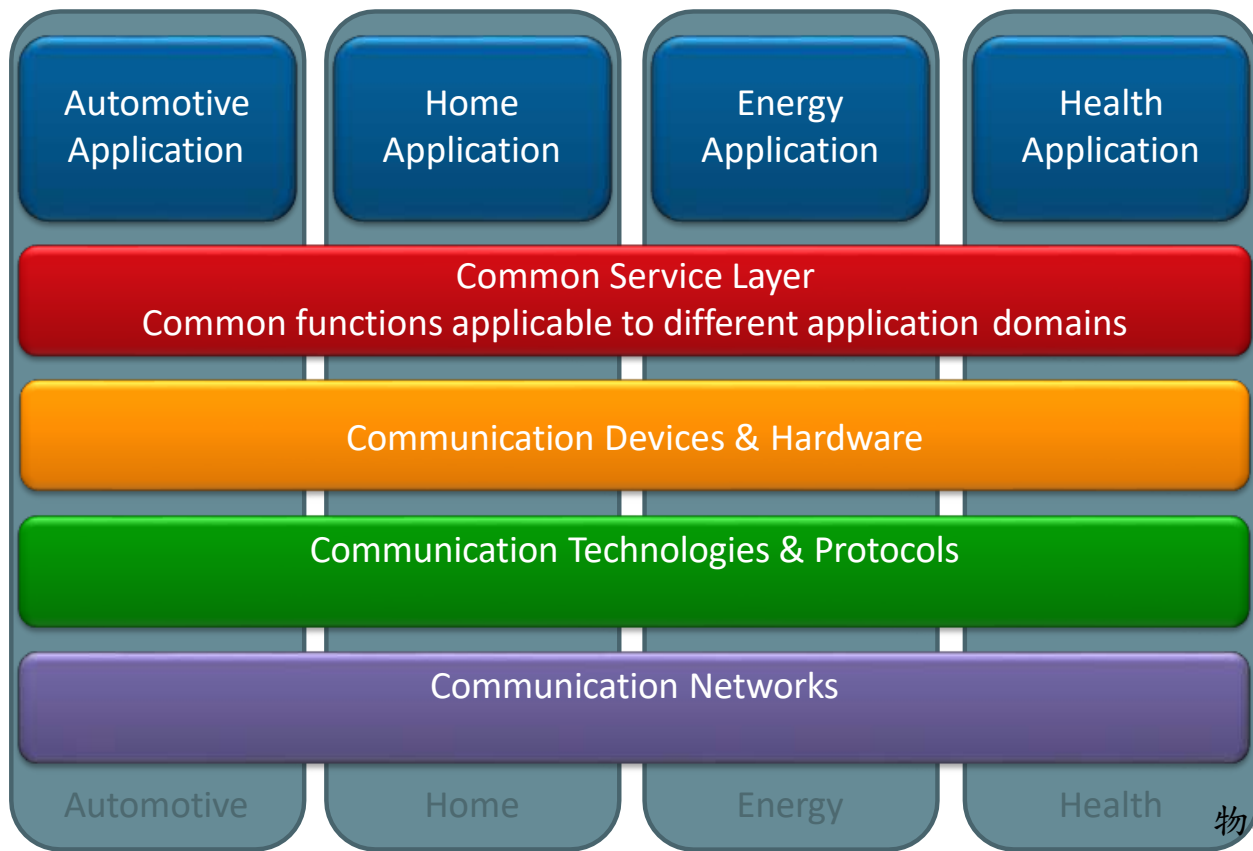 Automotive
Application
Home
Application
Energy
Application
Health
Application
Common Service Layer
Common functions applicable to different application domains
Communication Devices & Hardware
Communication Technologies & Protocols
Communication Networks
Automotive
Home
Energy
Health
物